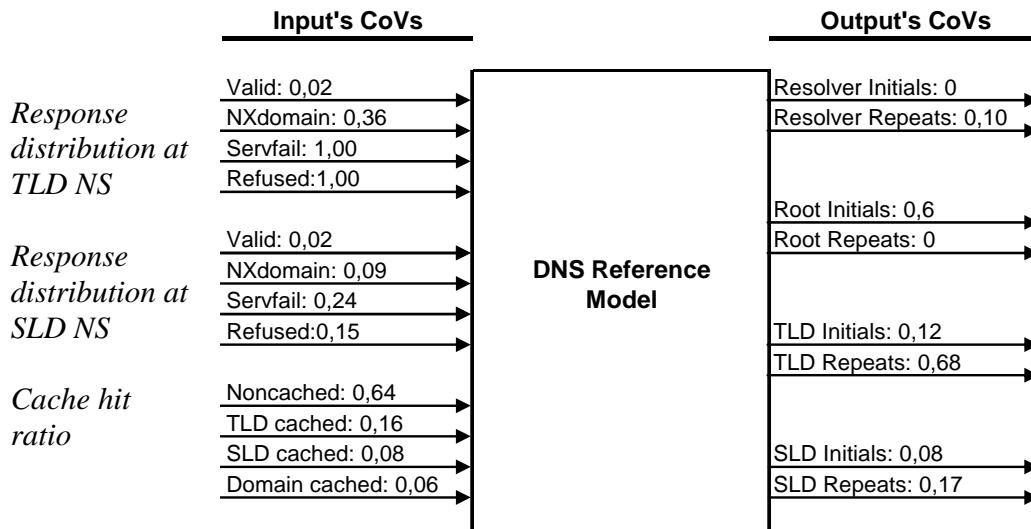 Input's CoVs
Output's CoVs
Response
distribution at
TLD NS
Valid: 0,02
NXdomain: 0,36
Servfail: 1,00
Refused:1,00
Response
distribution at
SLD NS
Valid: 0,02
NXdomain: 0,09
Servfail: 0,24
Refused:0,15
Cache hit
ratio
Noncached: 0,64
TLD cached: 0,16
SLD cached: 0,08
Domain cached: 0,06
DNS Reference
Model
Resolver Initials: 0
Resolver Repeats: 0,10
Root Initials: 0,6
Root Repeats: 0
TLD Initials: 0,12
TLD Repeats: 0,68
SLD Initials: 0,08
SLD Repeats: 0,17